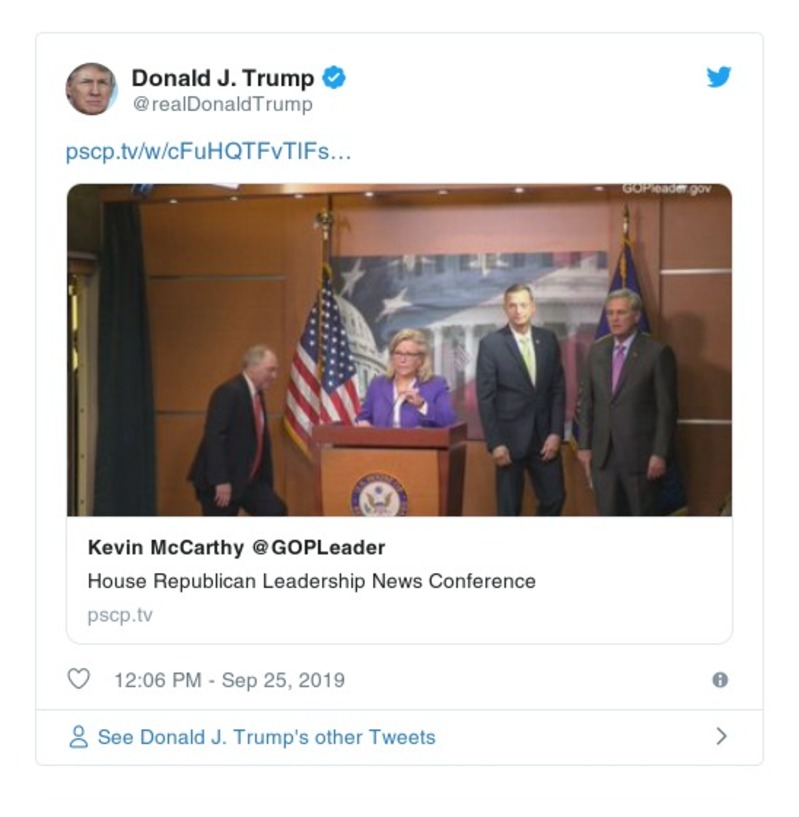 Donald J. Trump
@realDonaldTrump
pscp.tv/w/cFuHQTFvTlFs…
GOPleader.gov
Kevin McCarthy @GOPLeader
House Republican Leadership News Conference
pscp.tv
12:06 PM - Sep 25, 2019
See Donald J. Trump's other Tweets